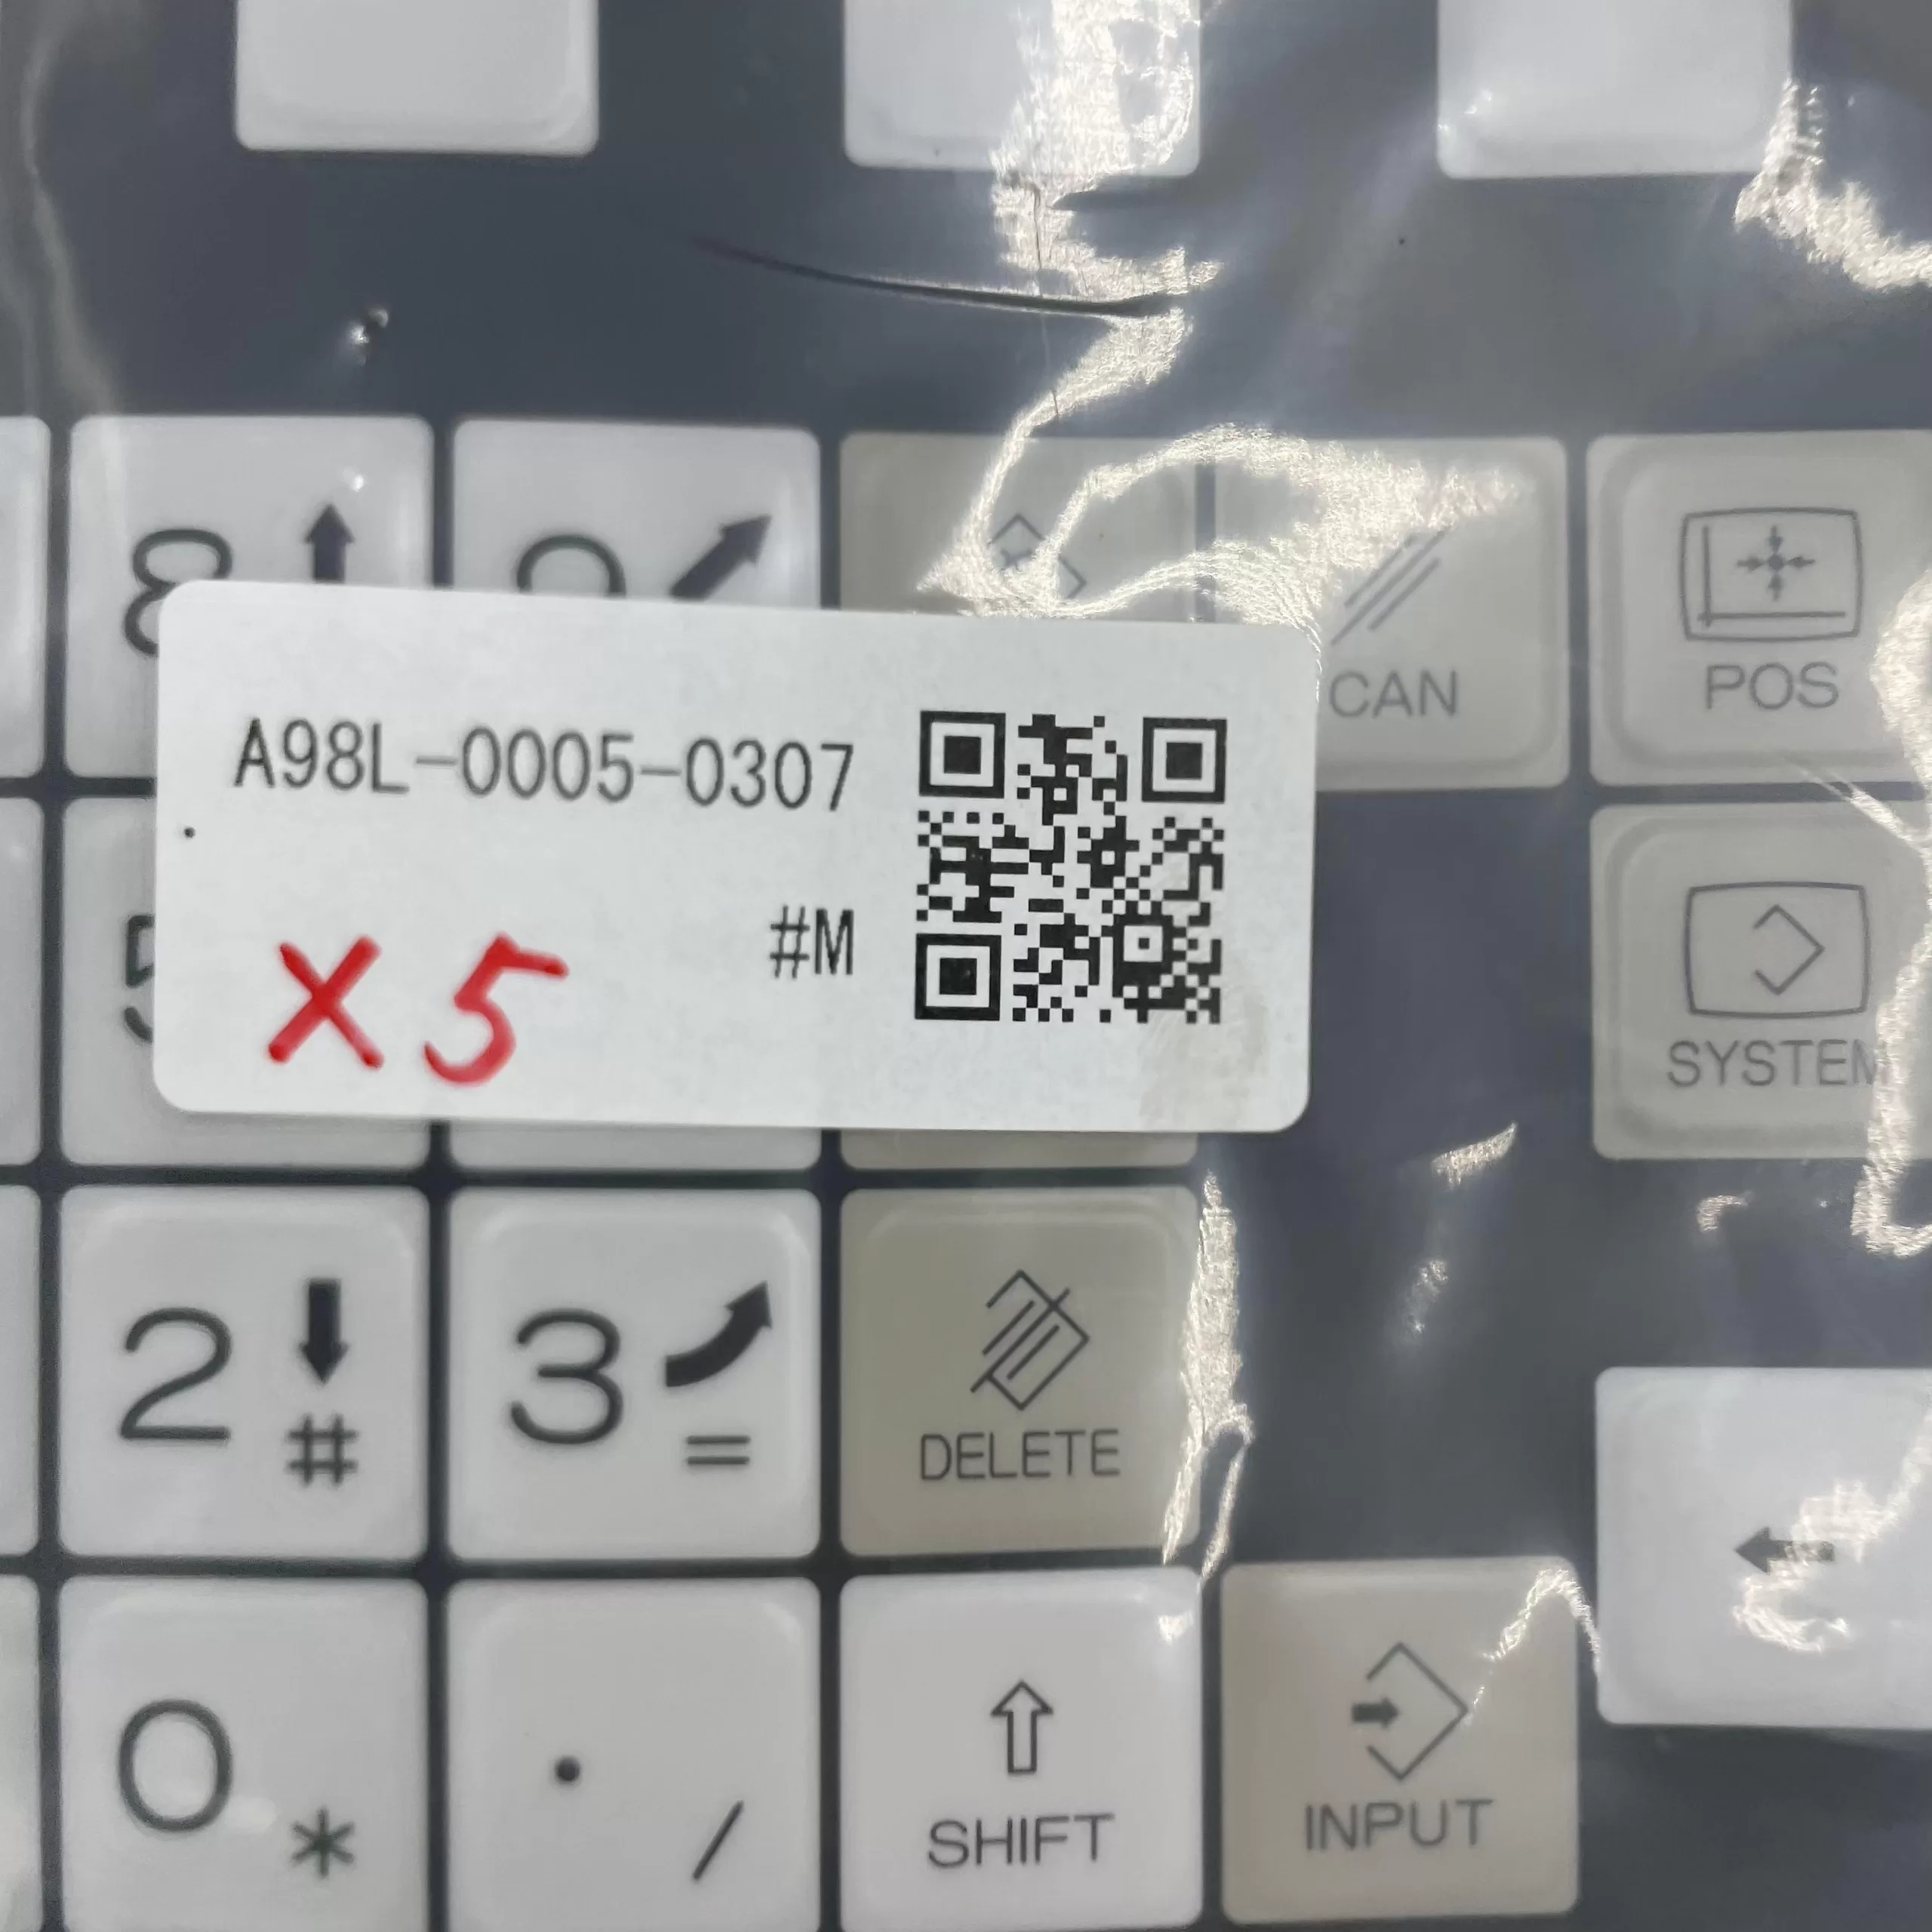 8
CAN
POS
A98L-0005-0307
#M
X5
SYSTEM
2 #
3 =
DELETE
0 *
. /
SHIFT
INPUT